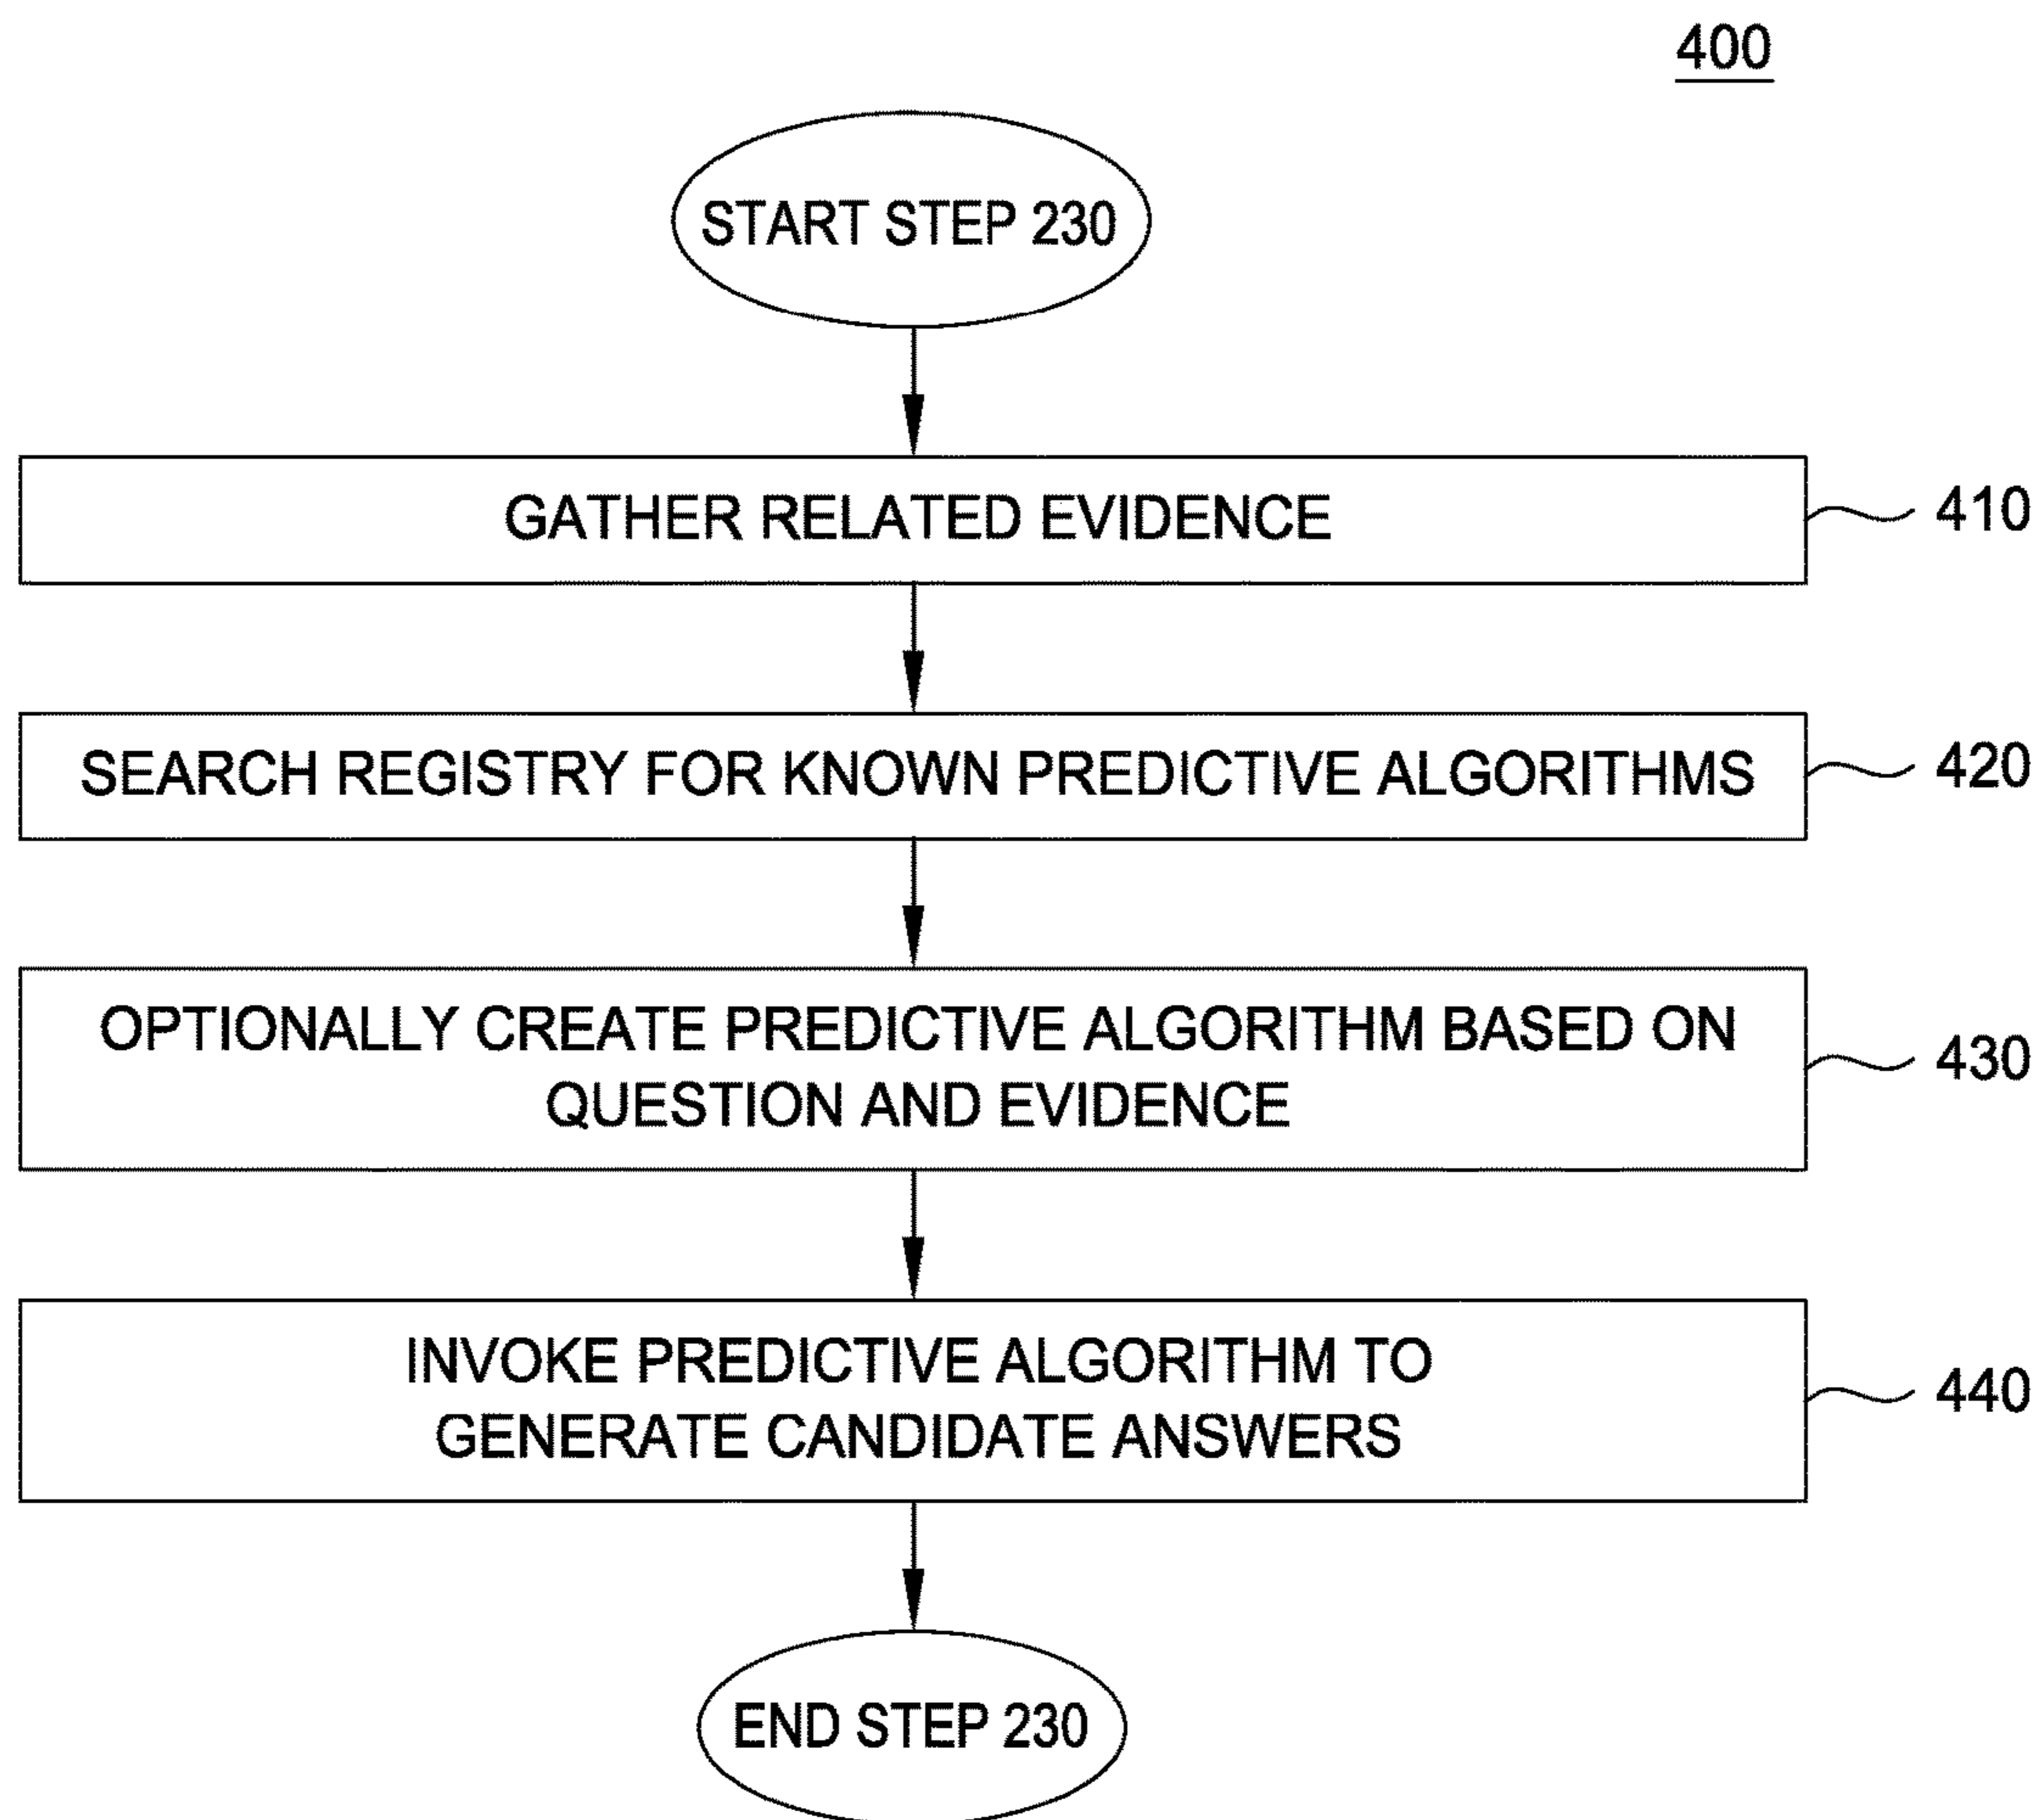 400
START STEP 230
GATHER RELATED EVIDENCE
410
SEARCH REGISTRY FOR KNOWN PREDICTIVE ALGORITHMS
420
OPTIONALLY CREATE PREDICTIVE ALGORITHM BASED ON
QUESTION AND EVIDENCE
430
INVOKE PREDICTIVE ALGORITHM TO
GENERATE CANDIDATE ANSWERS
440
END STEP 230